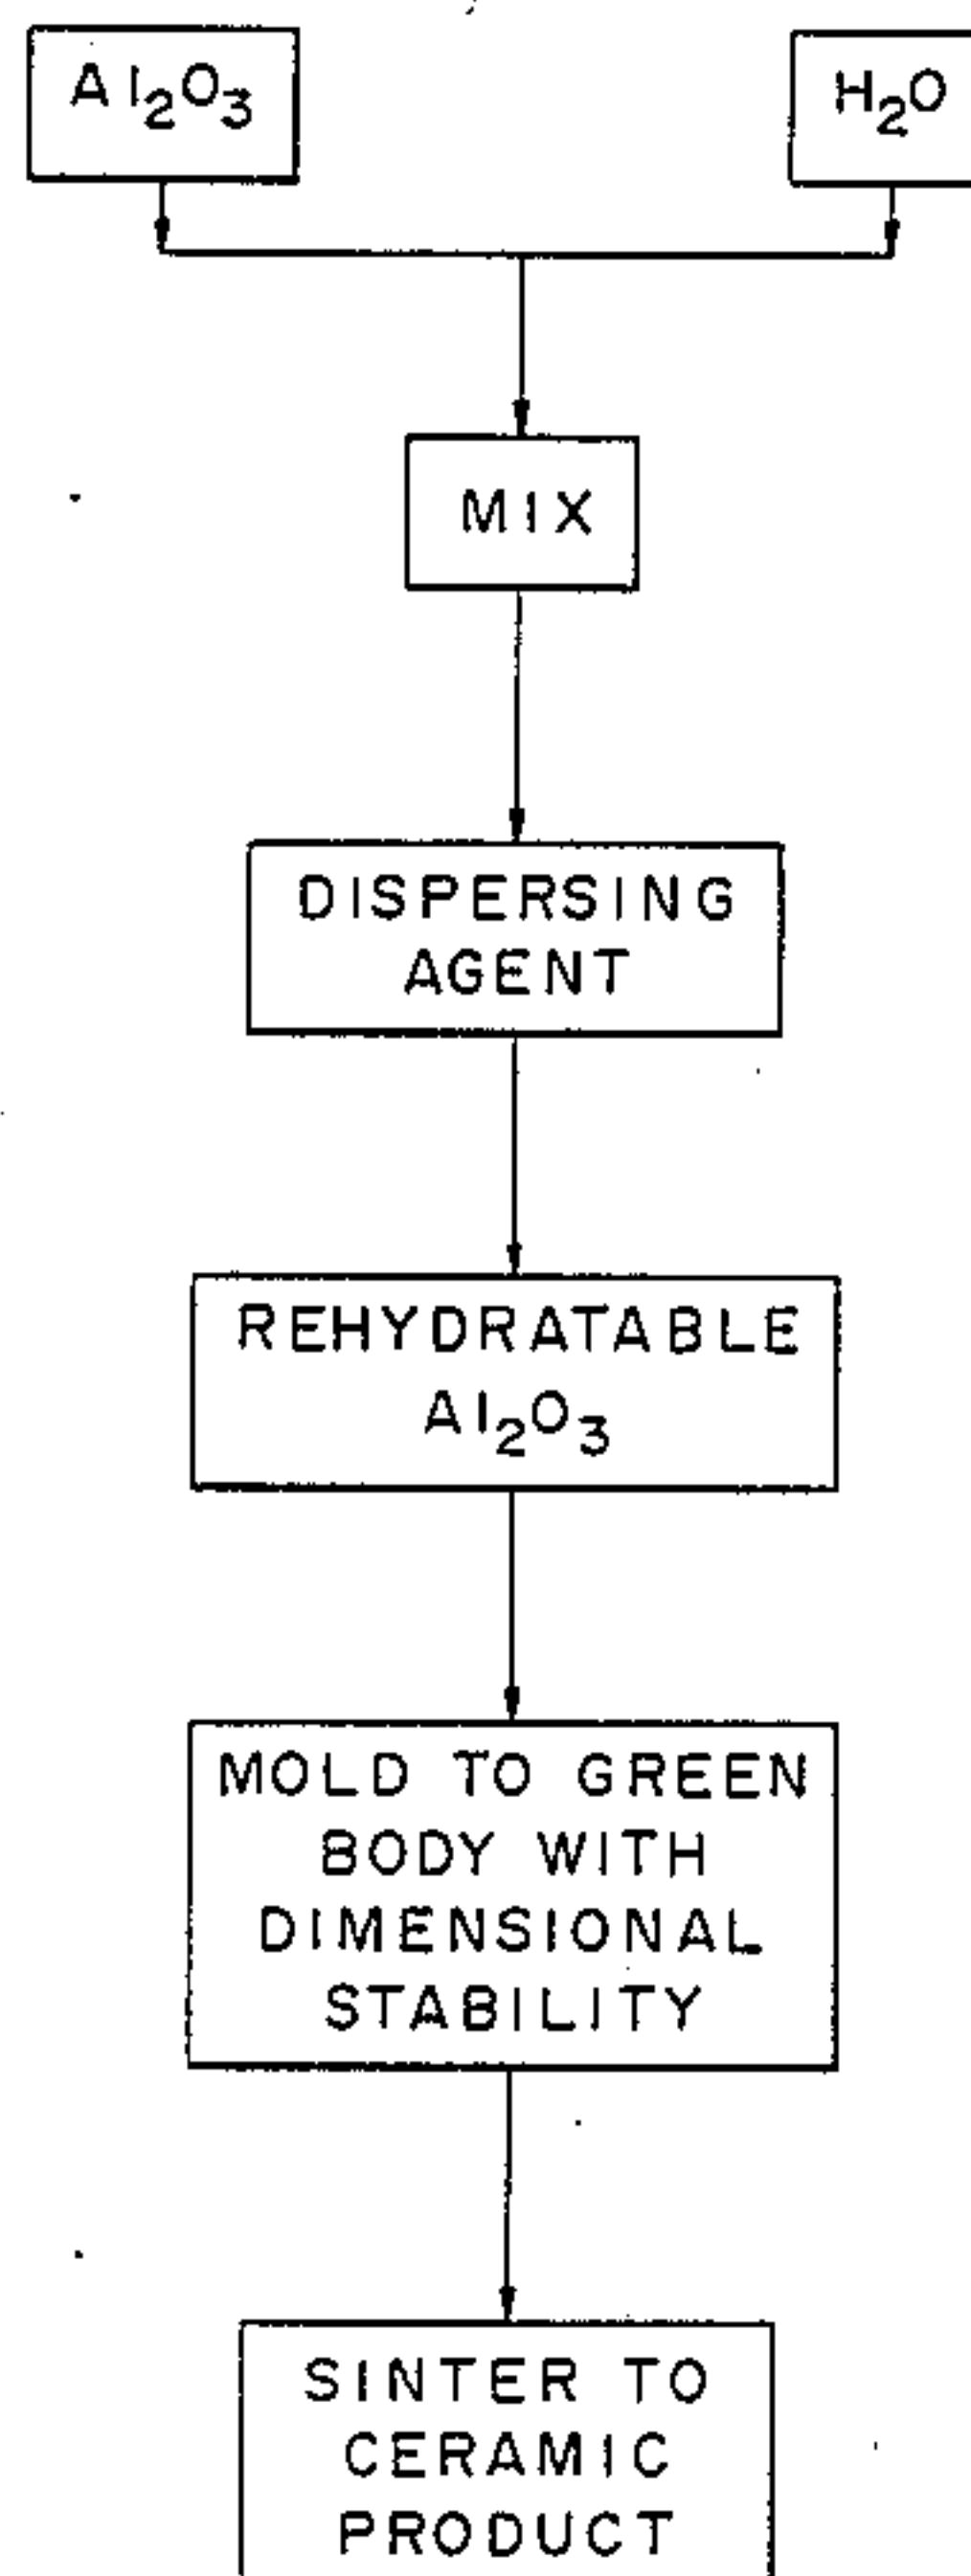 Al₂O₃
H₂O
MIX
DISPERSING
AGENT
REHYDRATABLE
Al₂O₃
MOLD TO GREEN
BODY WITH
DIMENSIONAL
STABILITY
SINTER TO
CERAMIC
PRODUCT